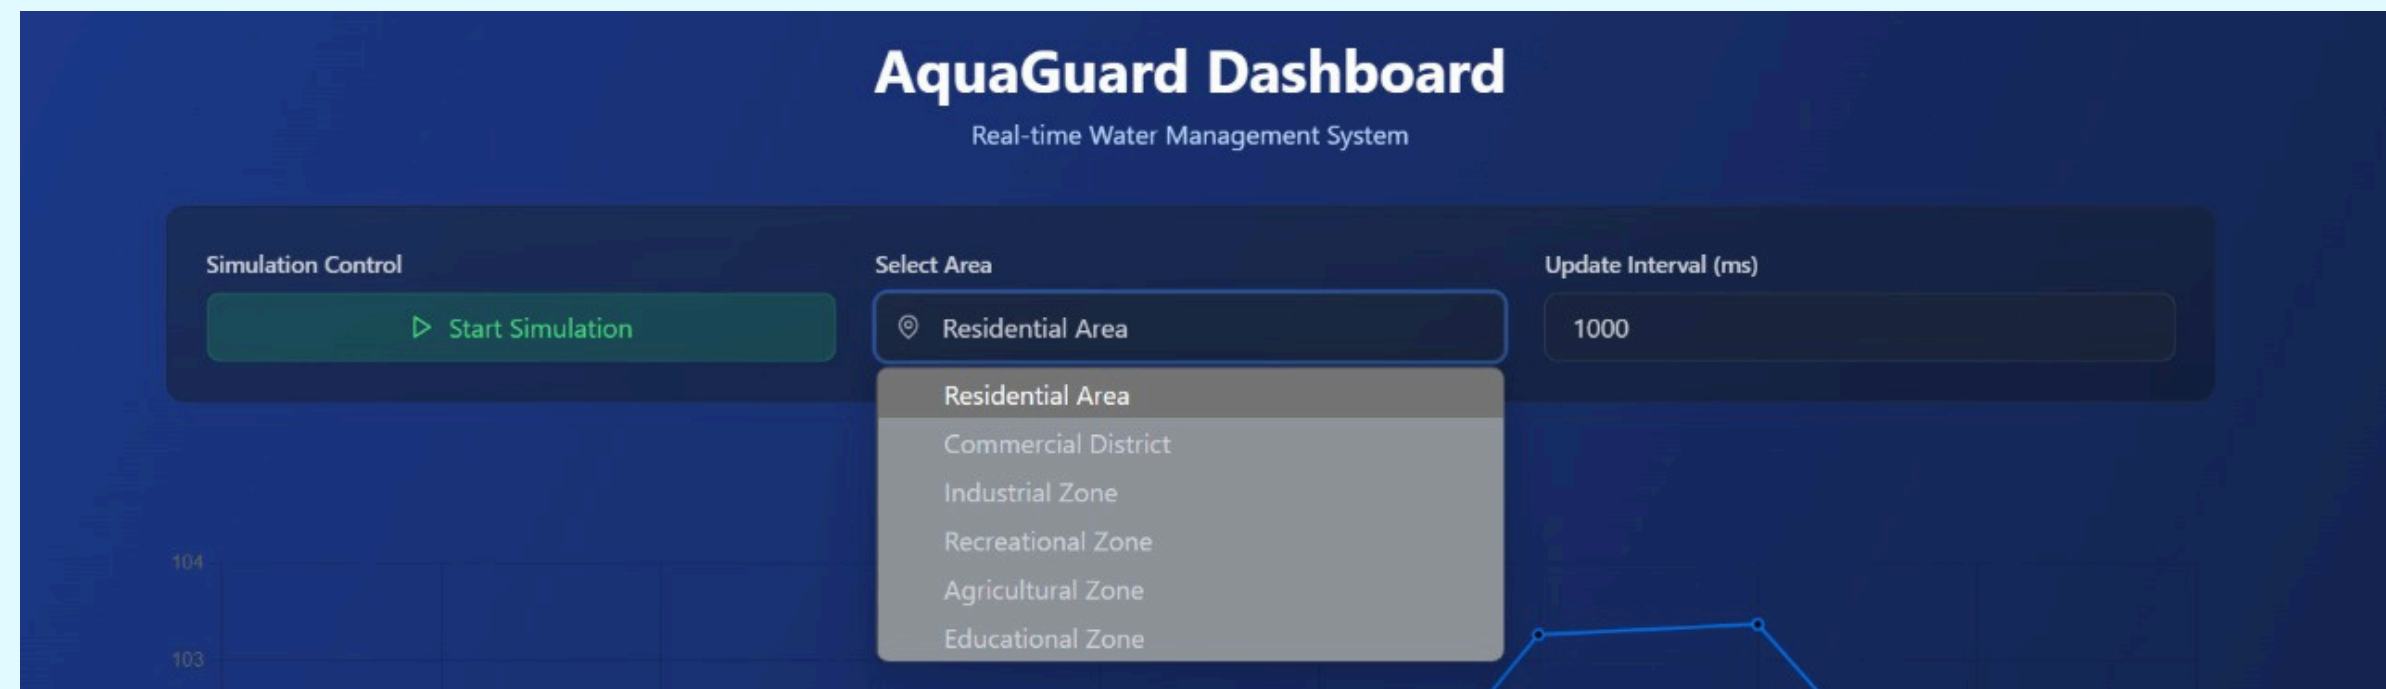 AquaGuard Dashboard
Real-time Water Management System
Simulation Control
Start Simulation
Select Area
Residential Area
Update Interval (ms)
1000
Residential Area
Commercial District
Industrial Zone
Recreational Zone
Agricultural Zone
Educational Zone
104
103